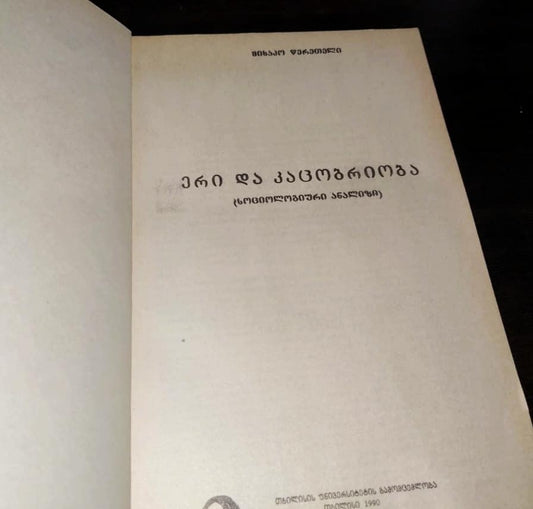 მიხაკო წერეთელი
ერი და კაცობრიობა
(სოციოლოგიური ანალიზი)
თბილისის უნივერსიტეტის გამომცემლობა
თბილისი 1990